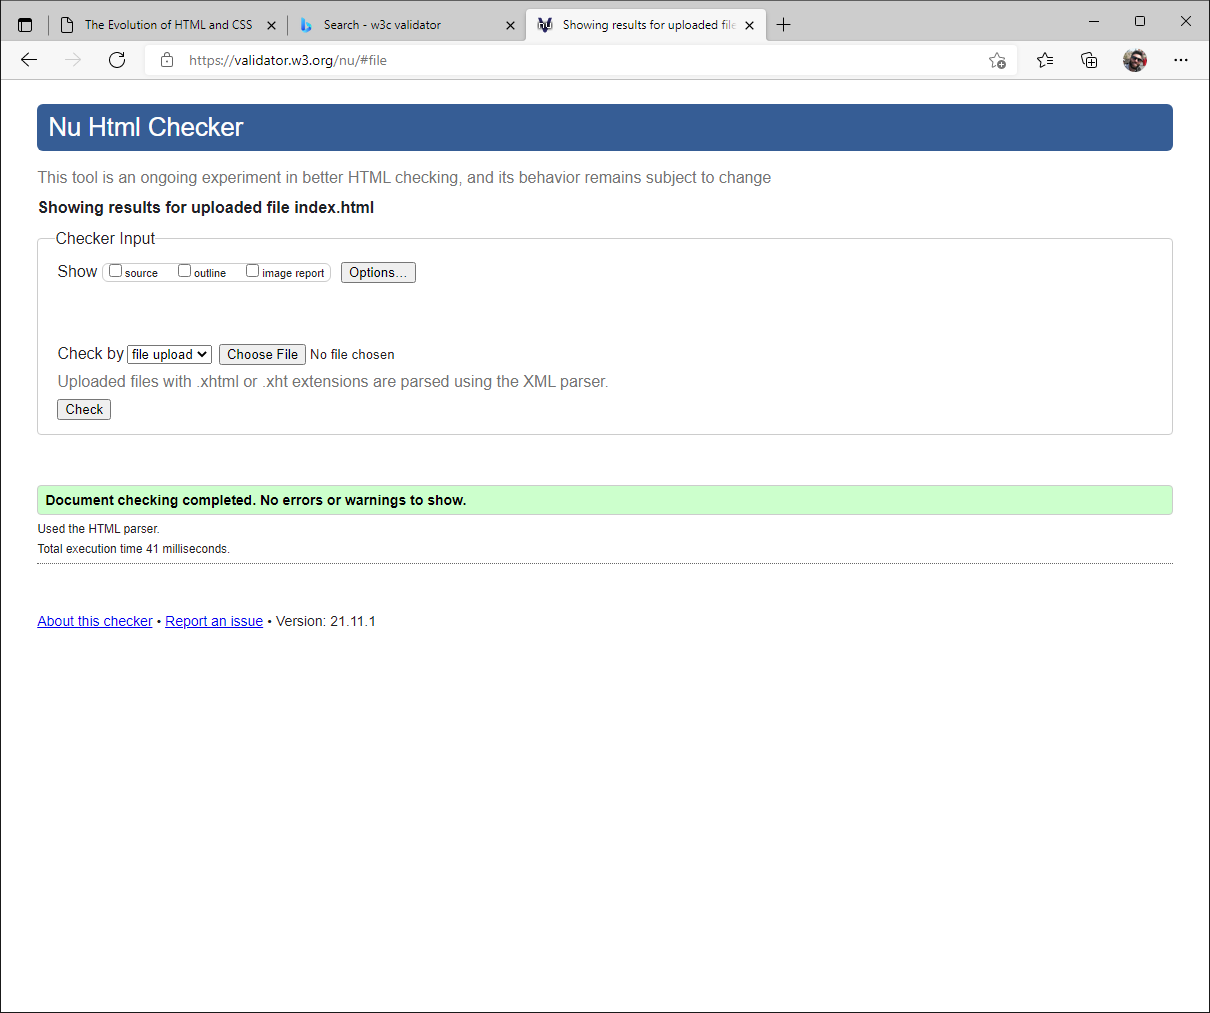 The Evolution of HTML and CSS
Search - w3c validator
Showing results for uploaded file
https://validator.w3.org/nu/#file
Nu Html Checker
This tool is an ongoing experiment in better HTML checking, and its behavior remains subject to change
Showing results for uploaded file index.html
Checker Input
Show source outline image report Options...
Check by file upload Choose File No file chosen
Uploaded files with .xhtml or .xht extensions are parsed using the XML parser.
Check
Document checking completed. No errors or warnings to show.
Used the HTML parser.
Total execution time 41 milliseconds.
About this checker • Report an issue • Version: 21.11.1